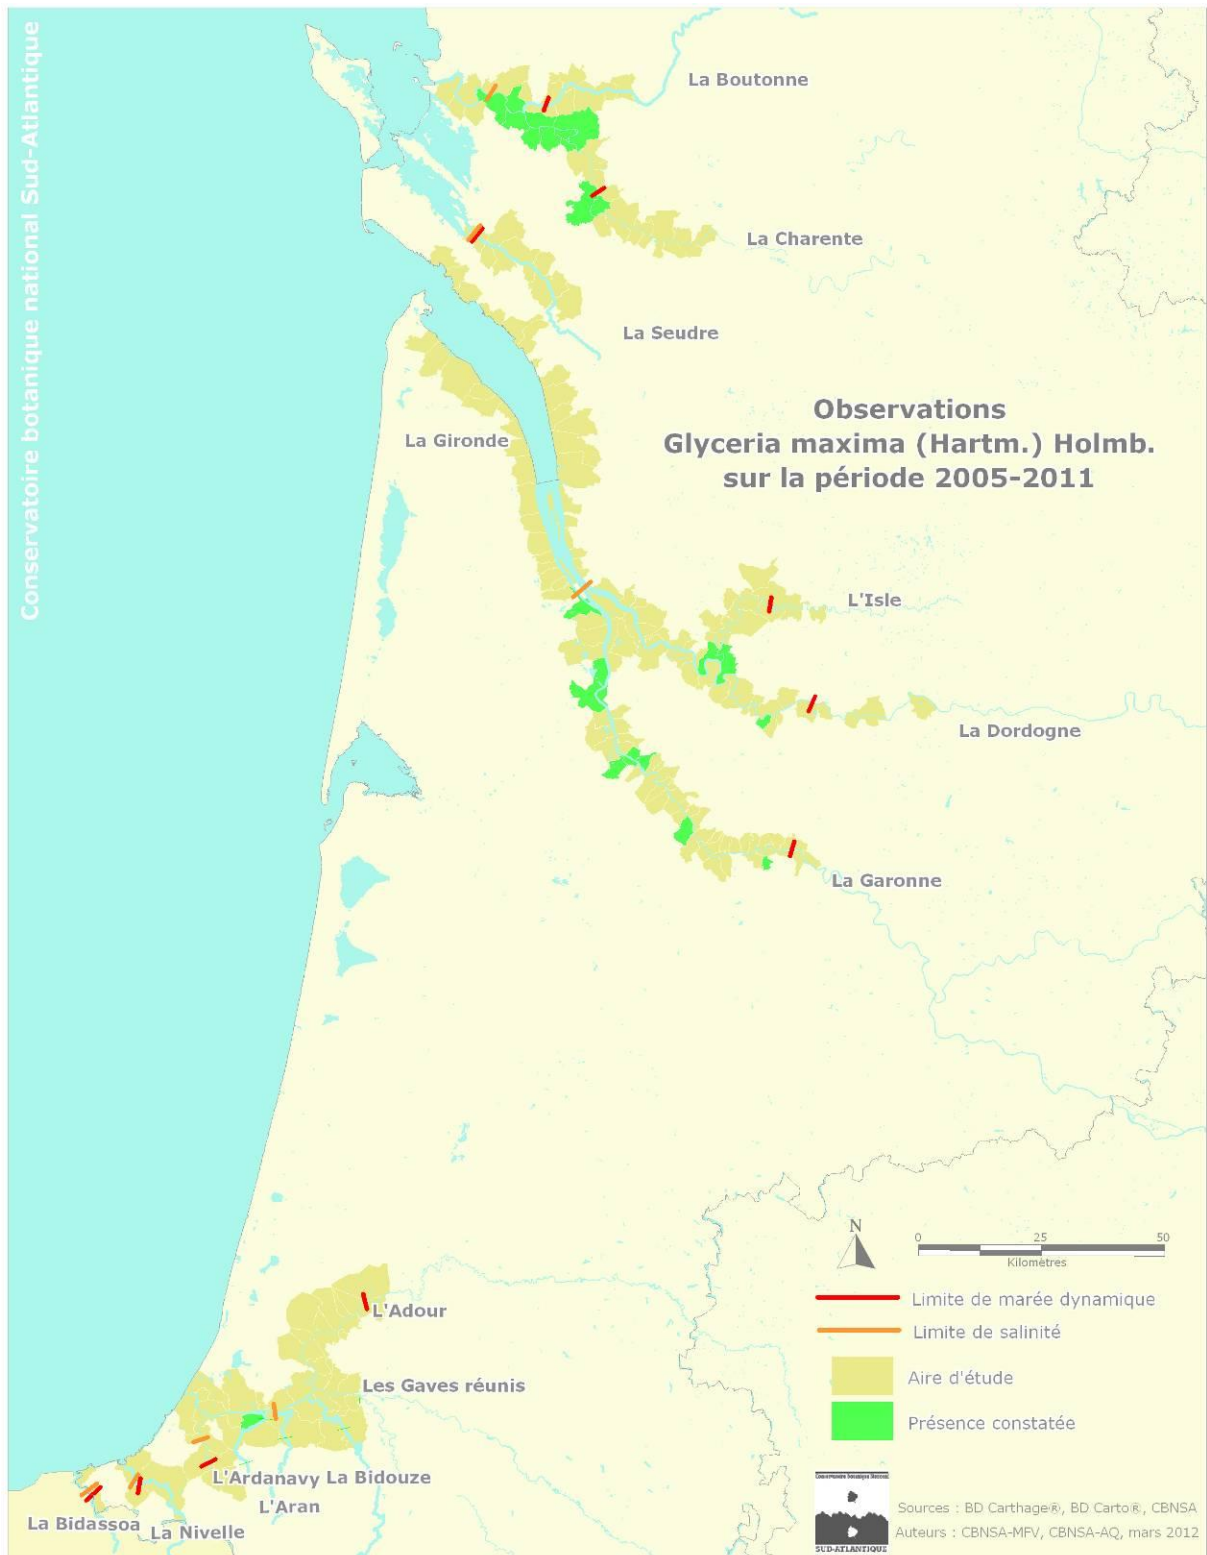 Conservatoire botanique national Sud-Atlantique
La Boutonne
La Charente
La Seudre
Observations
Glyceria maxima (Hartm.) Holmb.
sur la période 2005-2011
La Gironde
L'Isle
La Dordogne
La Garonne
L'Adour
Les Gaves réunis
L'Ardanavy La Bidouze
L'Aran
La Bidassoa
La Nivelle
N
0 25 50
Kilomètres
Limite de marée dynamique
Limite de salinité
Aire d'étude
Présence constatée
Conservatoire Botanique National
SUD-ATLANTIQUE
Sources : BD Carthage®, BD Carto®, CBNSA
Auteurs : CBNSA-MFV, CBNSA-AQ, mars 2012